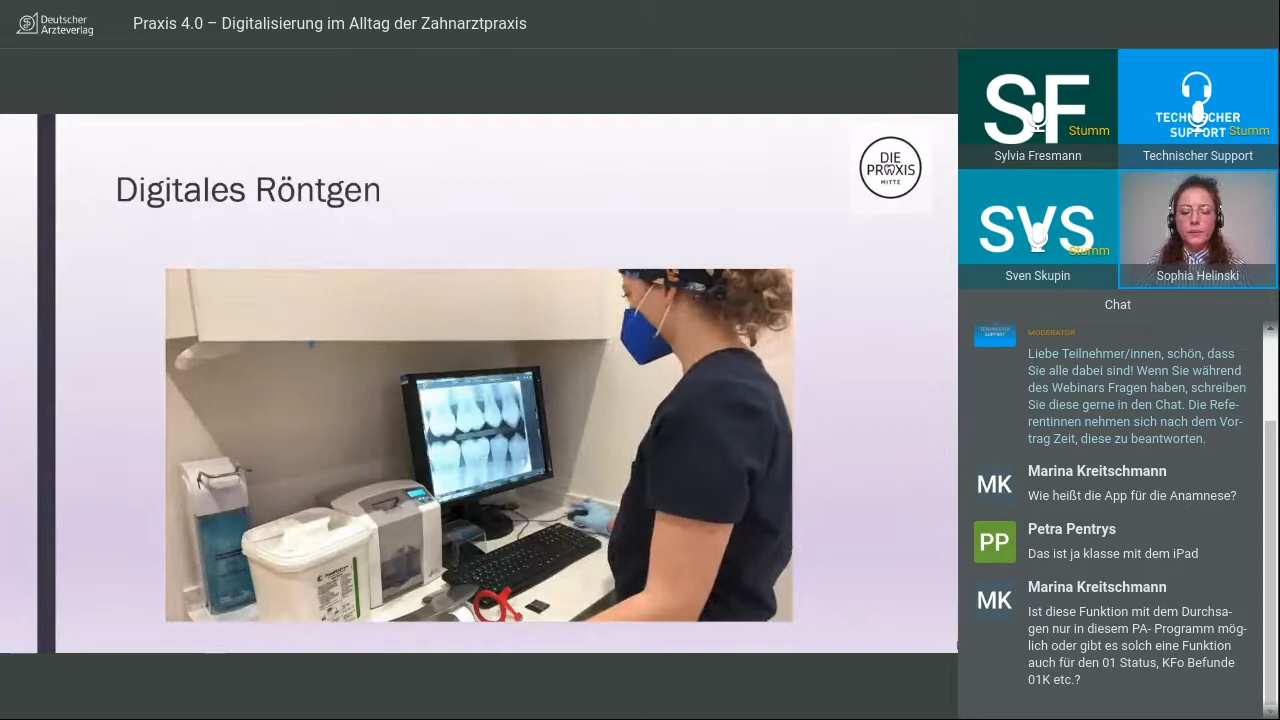 Deutscher
Ärzteverlag
Praxis 4.0 – Digitalisierung im Alltag der Zahnarztpraxis
Digitales Röntgen
DIE
PRAXIS
MITTE
SF
Stumm
Sylvia Fresmann
TECHNISCHER
SUPPORT
Stumm
Technischer Support
SVS
Stumm
Sven Skupin
Sophia Helinski
Chat
TECHNISCHER
SUPPORT
MODERATOR
Liebe Teilnehmer/innen, schön, dass
Sie alle dabei sind! Wenn Sie während
des Webinars Fragen haben, schreiben
Sie diese gerne in den Chat. Die Refe-
rentinnen nehmen sich nach dem Vor-
trag Zeit, diese zu beantworten.
MK
Marina Kreitschmann
Wie heißt die App für die Anamnese?
PP
Petra Pentrys
Das ist ja klasse mit dem iPad
MK
Marina Kreitschmann
Ist diese Funktion mit dem Durchsa-
gen nur in diesem PA- Programm mög-
lich oder gibt es solch eine Funktion
auch für den 01 Status, KFo Befunde
01K etc.?